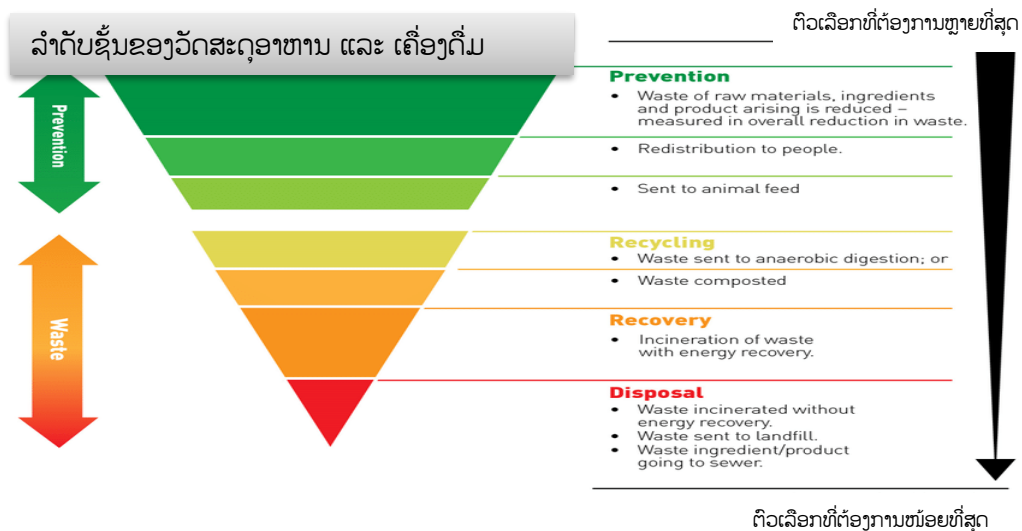 ຕົວເລືອກທີ່ຕ້ອງການຫຼາຍທີ່ສຸດ
ລຳດັບຊັ້ນຂອງວັດສະດຸອາຫານ ແລະ ເຄື່ອງດື່ມ
Prevention
Prevention
• Waste of raw materials, ingredients
and product arising is reduced –
measured in overall reduction in waste.
• Redistribution to people.
• Sent to animal feed
Waste
Recycling
• Waste sent to anaerobic digestion; or
• Waste composted
Recovery
• Incineration of waste
with energy recovery.
Disposal
• Waste incinerated without
energy recovery.
• Waste sent to landfill.
• Waste ingredient/product
going to sewer.
ຕົວເລືອກທີ່ຕ້ອງການໜ້ອຍທີ່ສຸດ